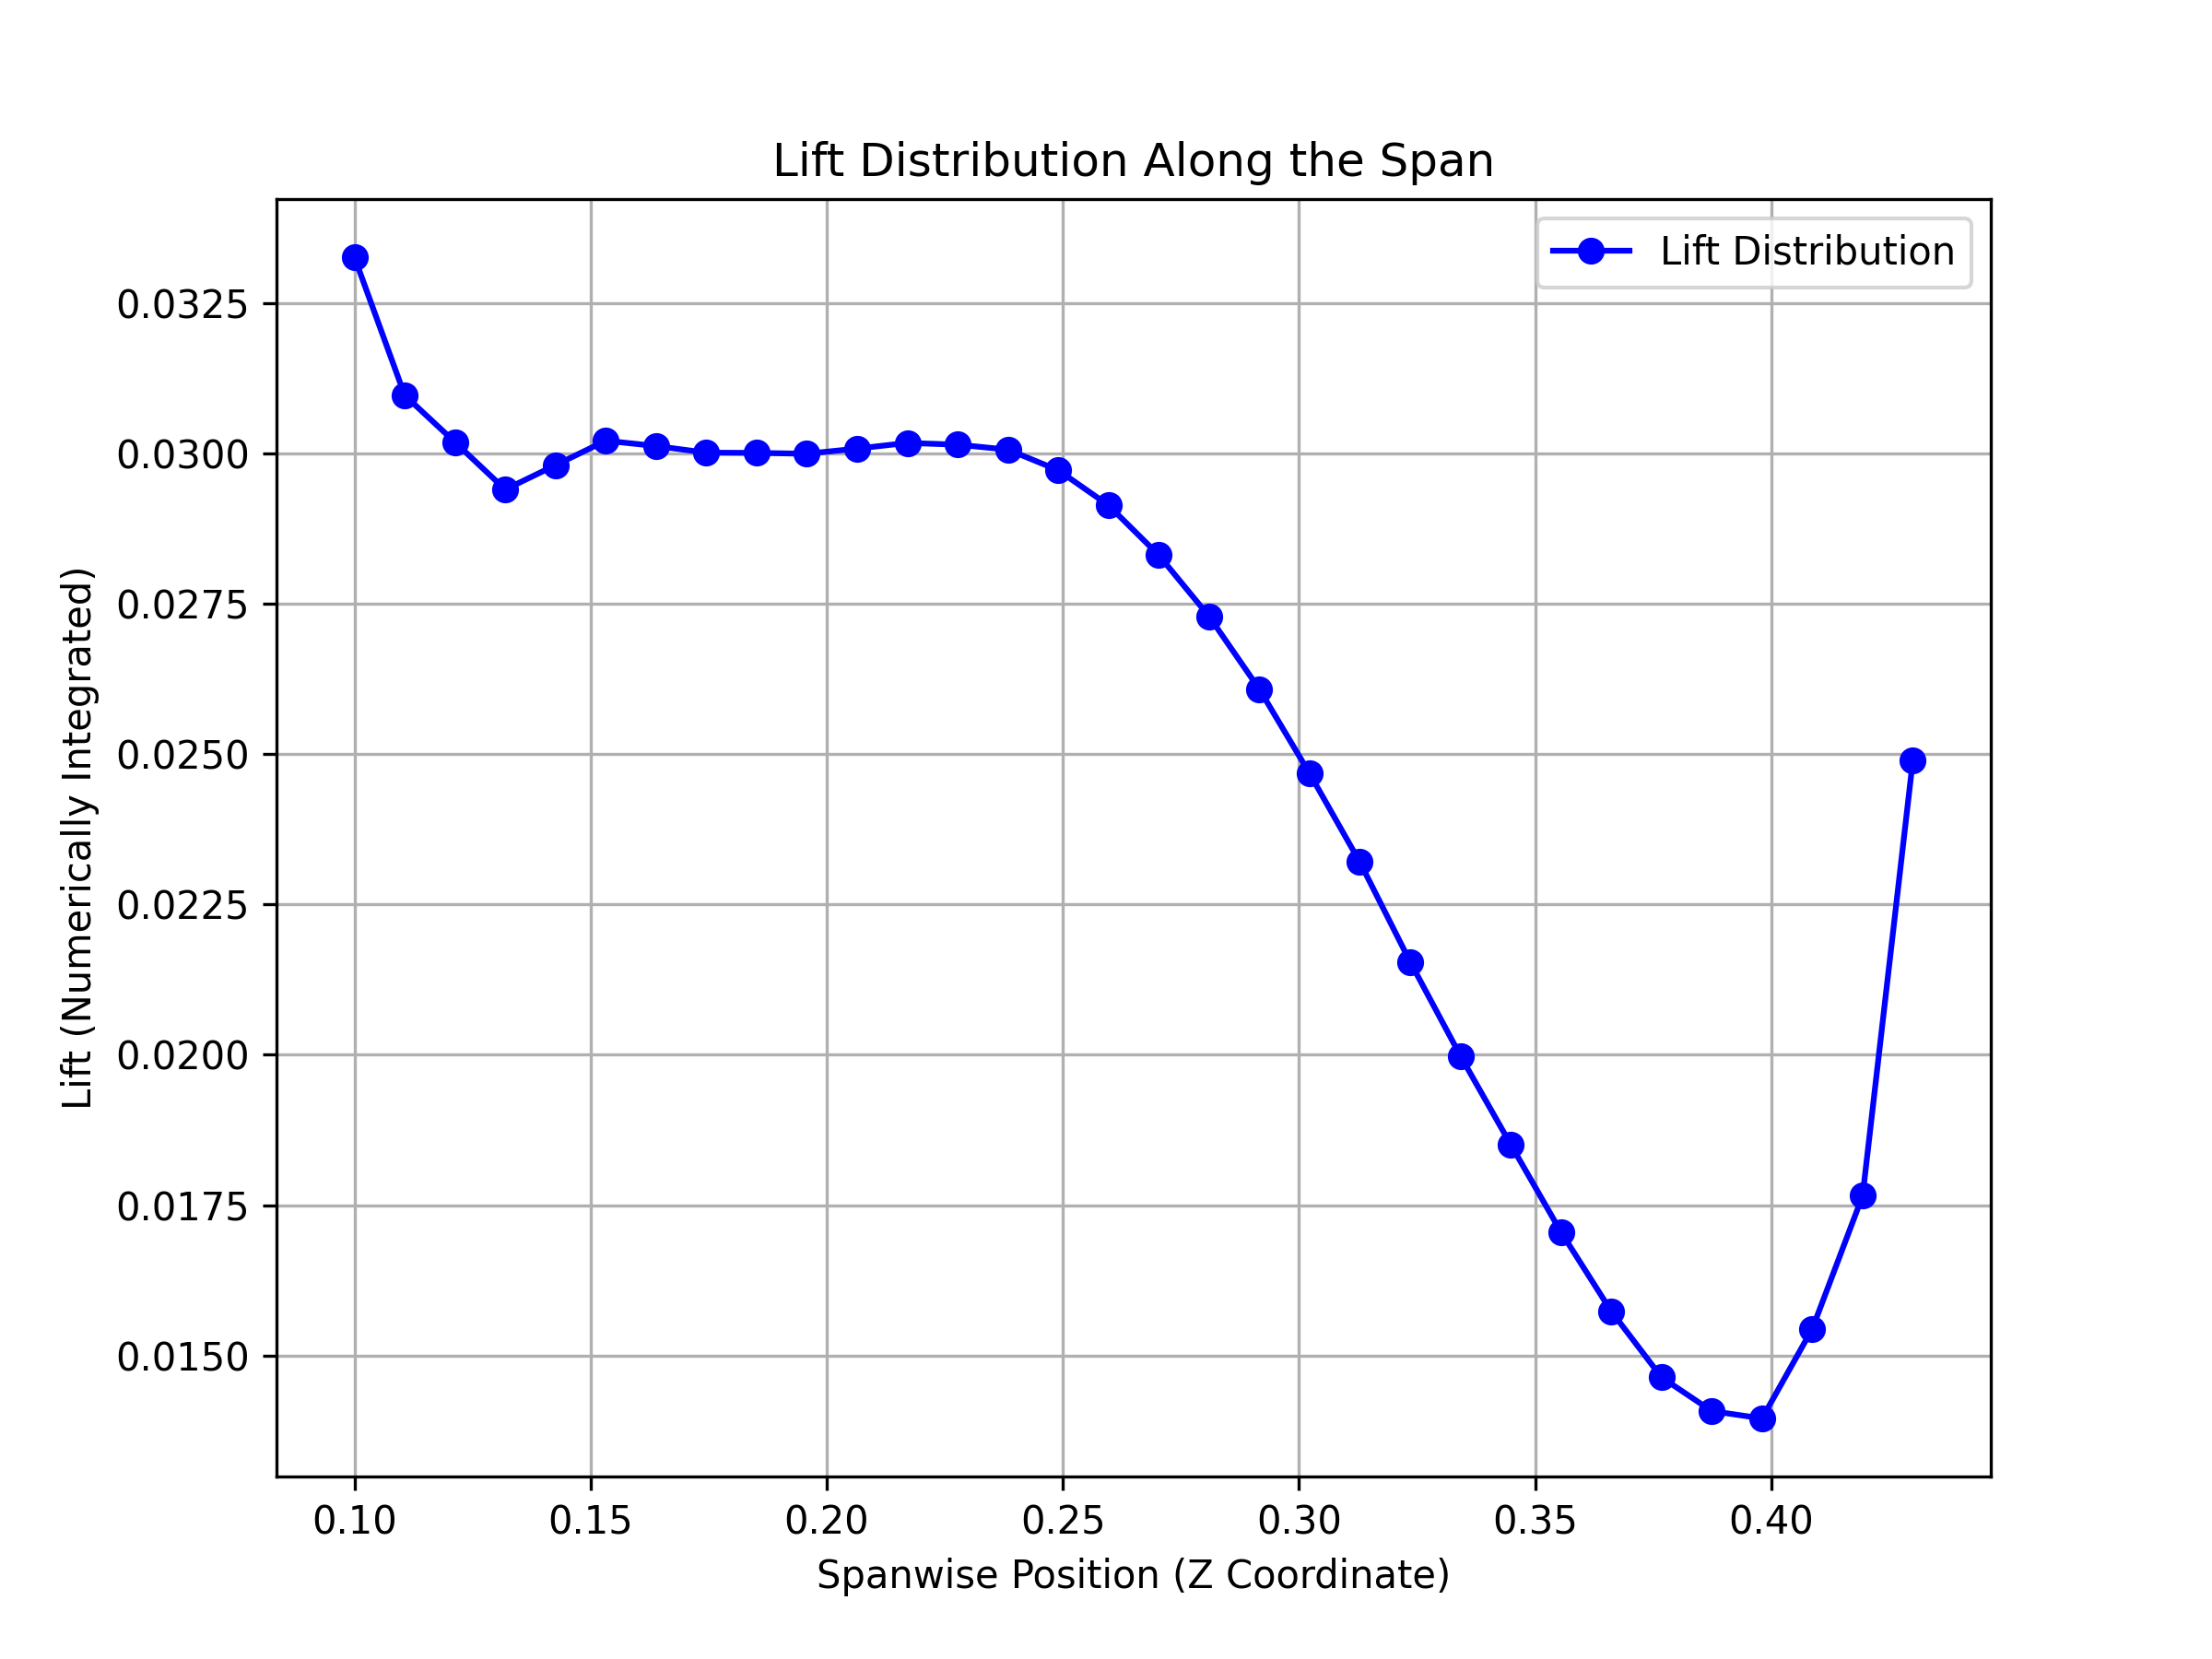 Lift Distribution Along the Span
Lift Distribution
Lift (Numerically Integrated)
0.0325
0.0300
0.0275
0.0250
0.0225
0.0200
0.0175
0.0150
0.10 0.15 0.20 0.25 0.30 0.35 0.40
Spanwise Position (Z Coordinate)